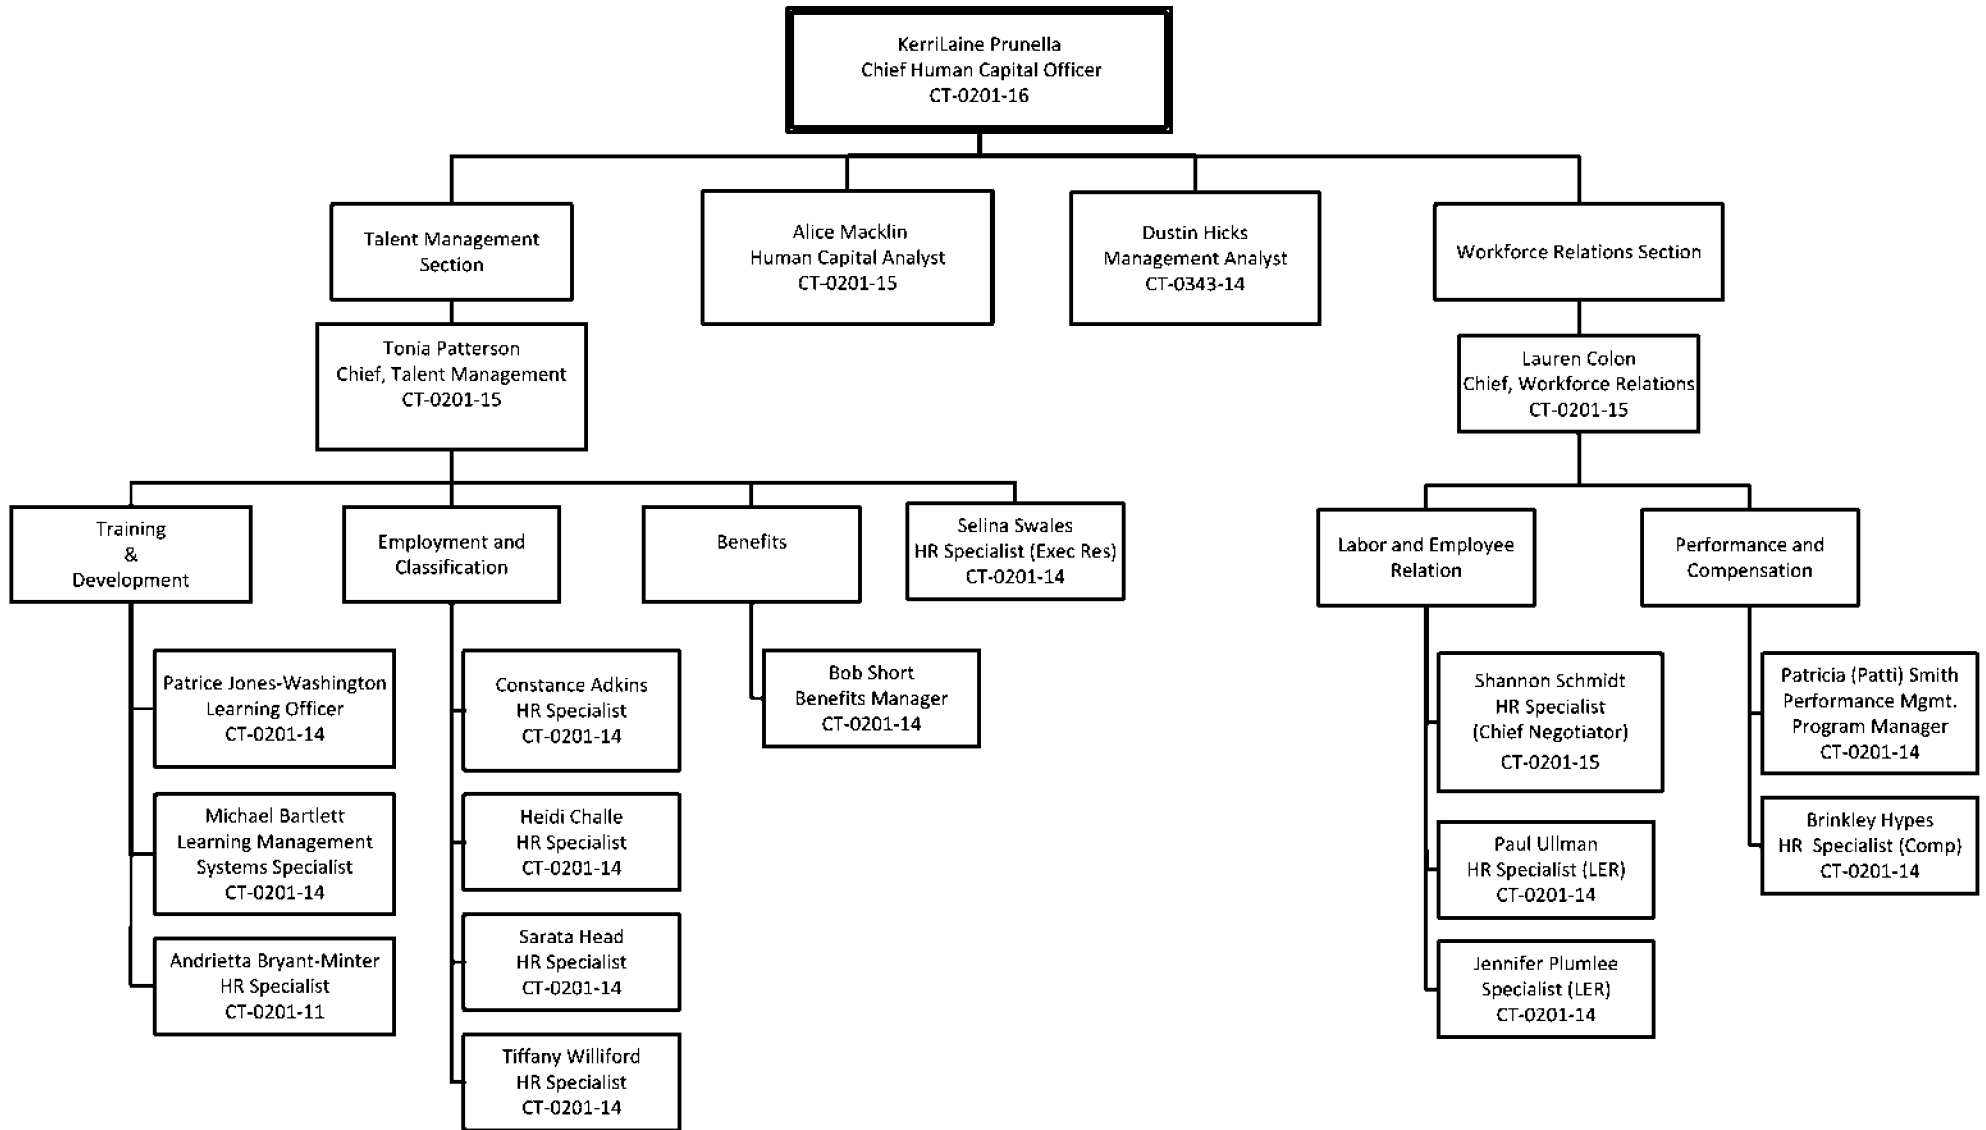 KerriLaine Prunella
Chief Human Capital Officer
CT-0201-16
Talent Management
Section
Alice Macklin
Human Capital Analyst
CT-0201-15
Dustin Hicks
Management Analyst
CT-0343-14
Workforce Relations Section
Tonia Patterson
Chief, Talent Management
CT-0201-15
Lauren Colon
Chief, Workforce Relations
CT-0201-15
Training
&
Development
Employment and
Classification
Benefits
Selina Swales
HR Specialist (Exec Res)
CT-0201-14
Labor and Employee
Relation
Performance and
Compensation
Patrice Jones-Washington
Learning Officer
CT-0201-14
Michael Bartlett
Learning Management
Systems Specialist
CT-0201-14
Andrietta Bryant-Minter
HR Specialist
CT-0201-11
Constance Adkins
HR Specialist
CT-0201-14
Heidi Challe
HR Specialist
CT-0201-14
Sarata Head
HR Specialist
CT-0201-14
Tiffany Williford
HR Specialist
CT-0201-14
Bob Short
Benefits Manager
CT-0201-14
Shannon Schmidt
HR Specialist
(Chief Negotiator)
CT-0201-15
Paul Ullman
HR Specialist (LER)
CT-0201-14
Jennifer Plumlee
Specialist (LER)
CT-0201-14
Patricia (Patti) Smith
Performance Mgmt.
Program Manager
CT-0201-14
Brinkley Hypes
HR  Specialist (Comp)
CT-0201-14